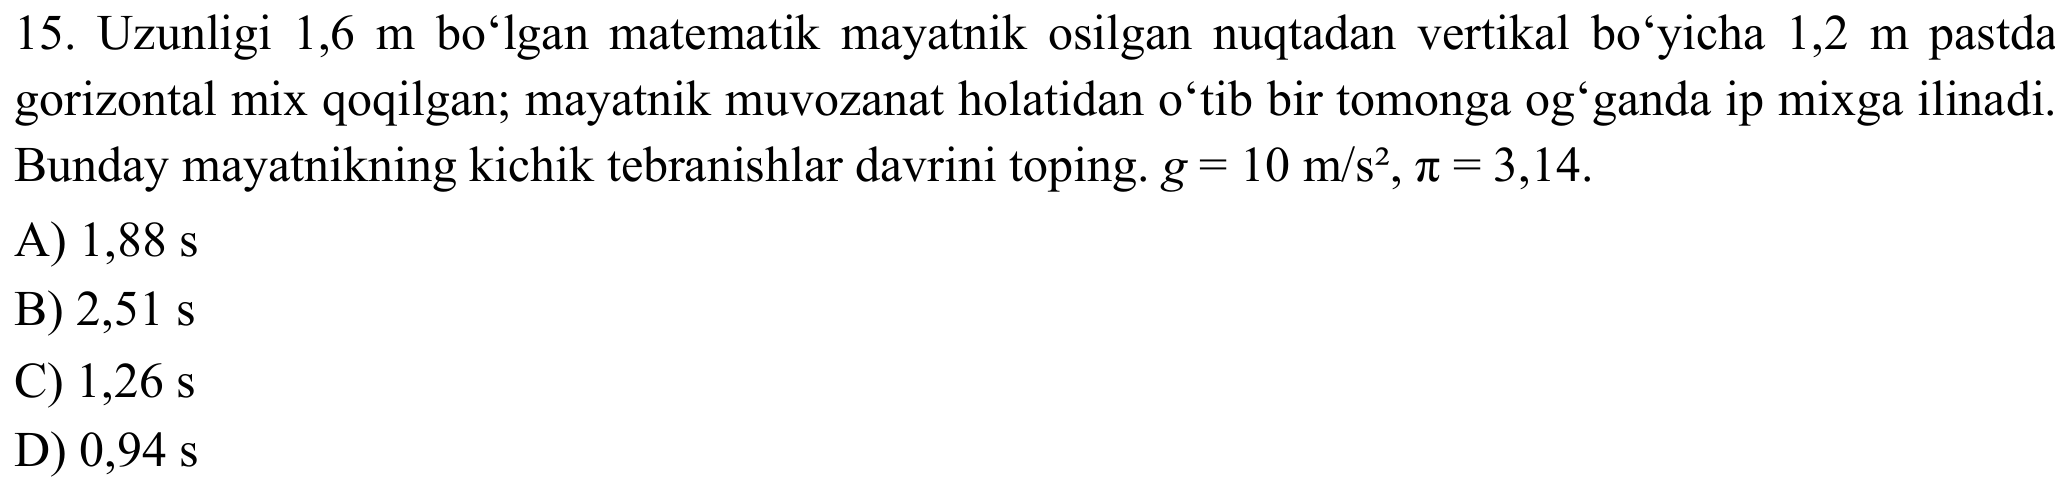 15. Uzunligi 1,6 m bo‘lgan matematik mayatnik osilgan nuqtadan vertikal bo‘yicha 1,2 m pastda
gorizontal mix qoqilgan; mayatnik muvozanat holatidan o‘tib bir tomonga og‘ganda ip mixga ilinadi.
Bunday mayatnikning kichik tebranishlar davrini toping. g = 10 m/s², π = 3,14.
A) 1,88 s
B) 2,51 s
C) 1,26 s
D) 0,94 s